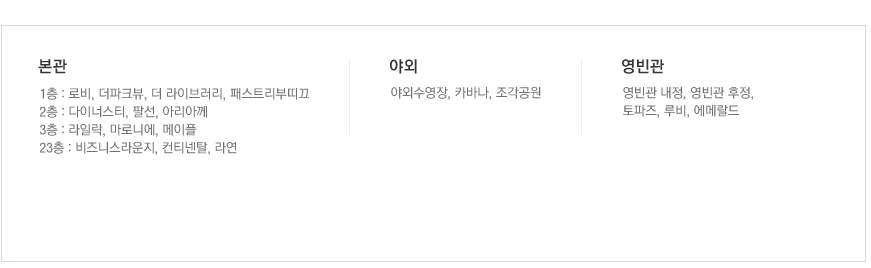 본관
1층 : 로비, 더파크뷰, 더 라이브러리, 패스트리부띠끄
2층 : 다이너스티, 팔선, 아리아께
3층 : 라일락, 마로니에, 메이플
23층 : 비즈니스라운지, 컨티넨탈, 라연
야외
야외수영장, 카바나, 조각공원
영빈관
영빈관 내정, 영빈관 후정,
토파즈, 루비, 에메랄드